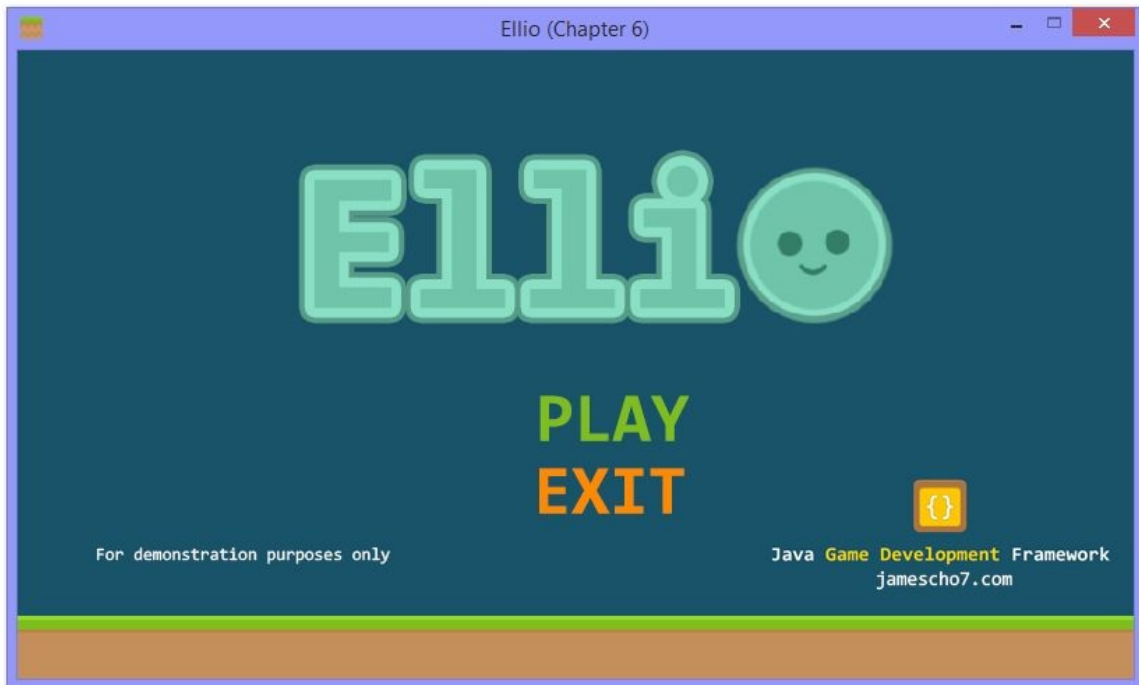 Ellio (Chapter 6)
Ellio
PLAY
EXIT
{}
For demonstration purposes only
Java Game Development Framework
jamescho7.com